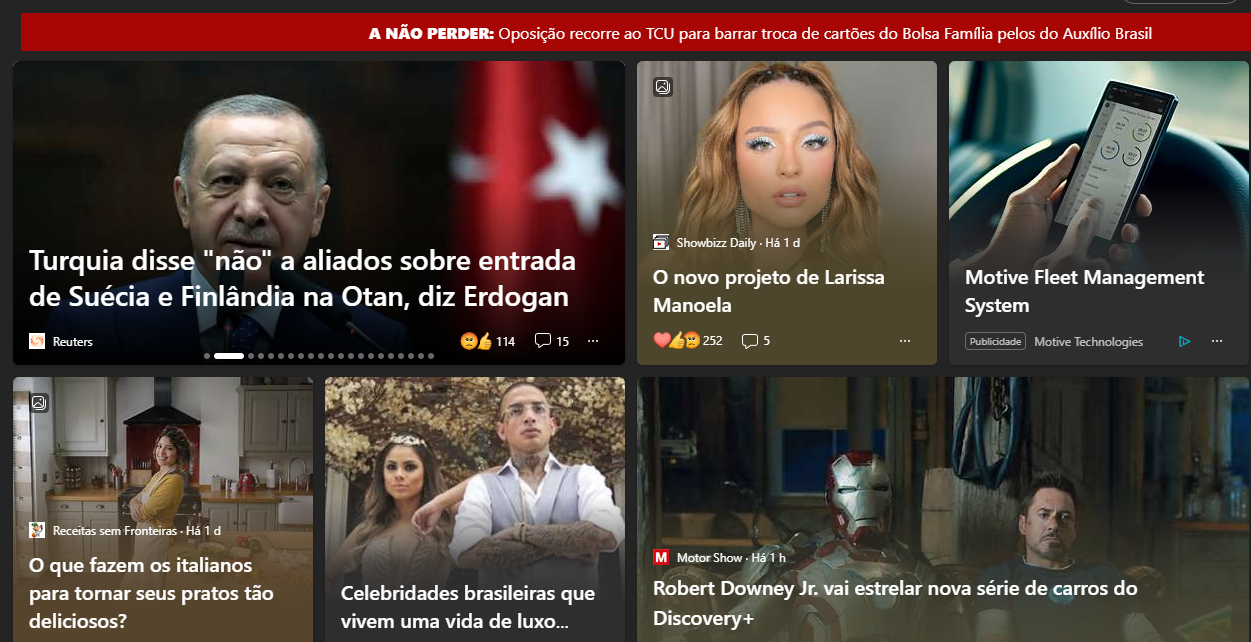 A NÃO PERDER: Oposição recorre ao TCU para barrar troca de cartões do Bolsa Família pelos do Auxílio Brasil
Turquia disse "não" a aliados sobre entrada
de Suécia e Finlândia na Otan, diz Erdogan
Reuters
114
15
Showbizz Daily · Há 1 d
O novo projeto de Larissa
Manoela
252
5
Motive Fleet Management
System
Publicidade
Motive Technologies
Receitas sem Fronteiras · Há 1 d
O que fazem os italianos
para tornar seus pratos tão
deliciosos?
Celebridades brasileiras que
vivem uma vida de luxo...
M
Motor Show · Há 1 h
Robert Downey Jr. vai estrelar nova série de carros do
Discovery+